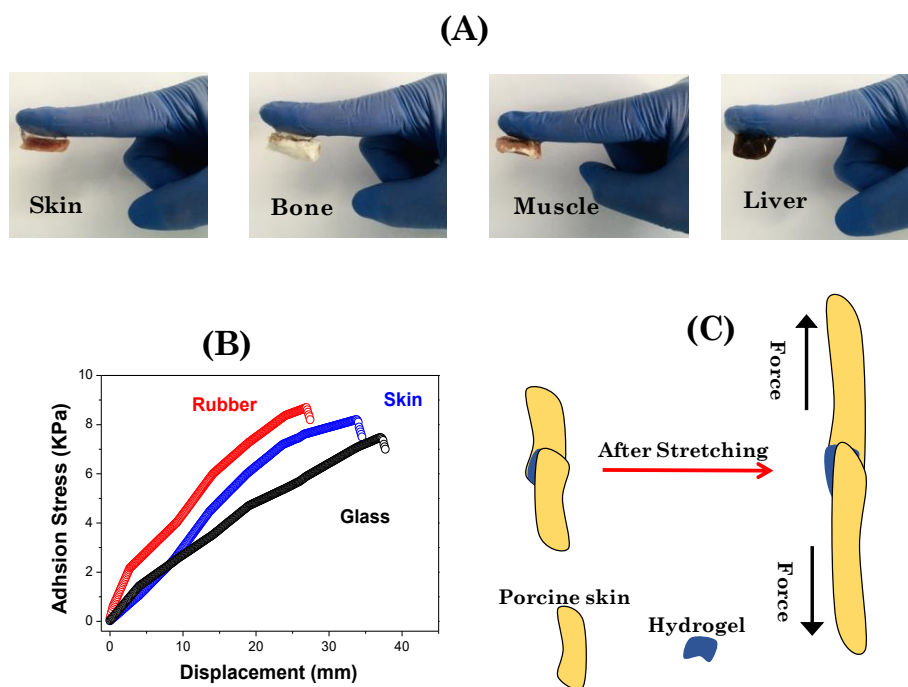 (A)
Skin
Bone
Muscle
Liver
(B)
10
8
6
4
2
0
Adhsion Stress (KPa)
Rubber
Skin
Glass
0
10
20
30
40
Displacement (mm)
(C)
Force
After Stretching
Force
Porcine skin
Hydrogel